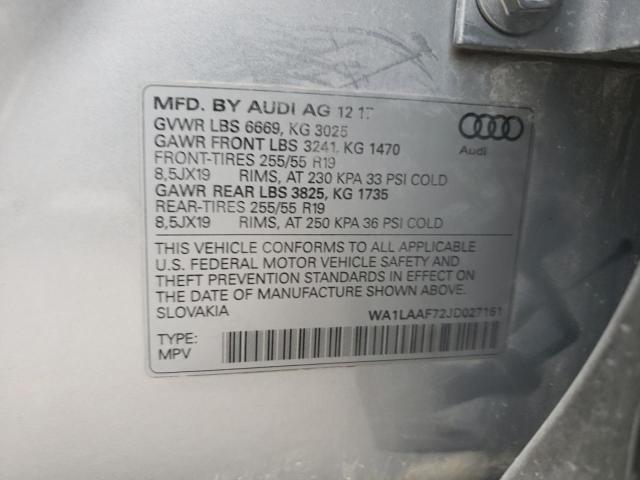 MFD. BY AUDI AG 12 17
GVWR LBS 6669, KG 3025
GAWR FRONT LBS 3241, KG 1470
FRONT-TIRES 255/55 R19
8,5JX19 RIMS, AT 230 KPA 33 PSI COLD
GAWR REAR LBS 3825, KG 1735
REAR-TIRES 255/55 R19
8,5JX19 RIMS, AT 250 KPA 36 PSI COLD
Audi
THIS VEHICLE CONFORMS TO ALL APPLICABLE
U.S. FEDERAL MOTOR VEHICLE SAFETY AND
THEFT PREVENTION STANDARDS IN EFFECT ON
THE DATE OF MANUFACTURE SHOWN ABOVE.
SLOVAKIA WA1LAAF72JD027161
TYPE:
MPV